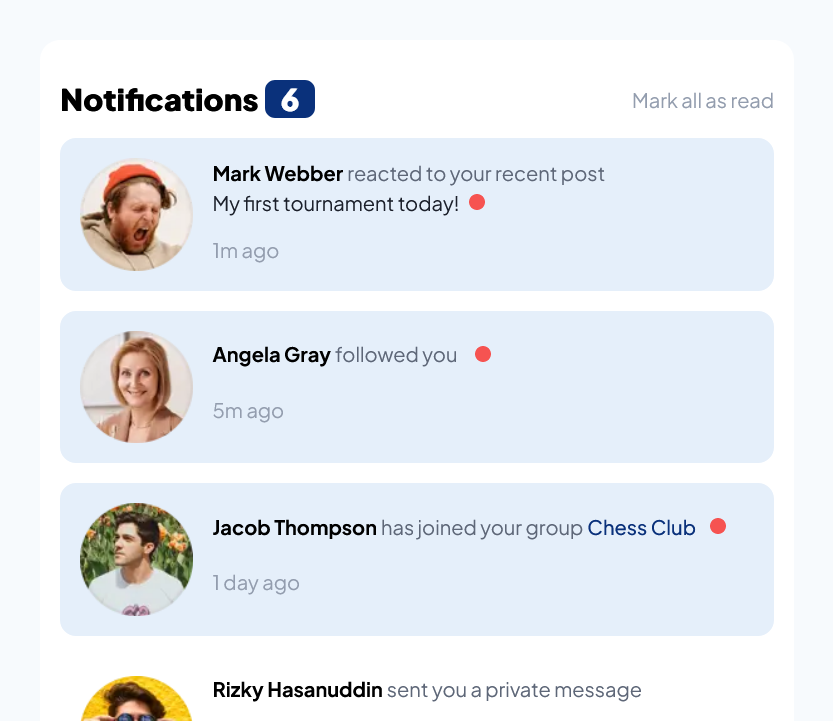 Notifications 6
Mark all as read
Mark Webber reacted to your recent post
My first tournament today!
1m ago
Angela Gray followed you
5m ago
Jacob Thompson has joined your group Chess Club
1 day ago
Rizky Hasanuddin sent you a private message